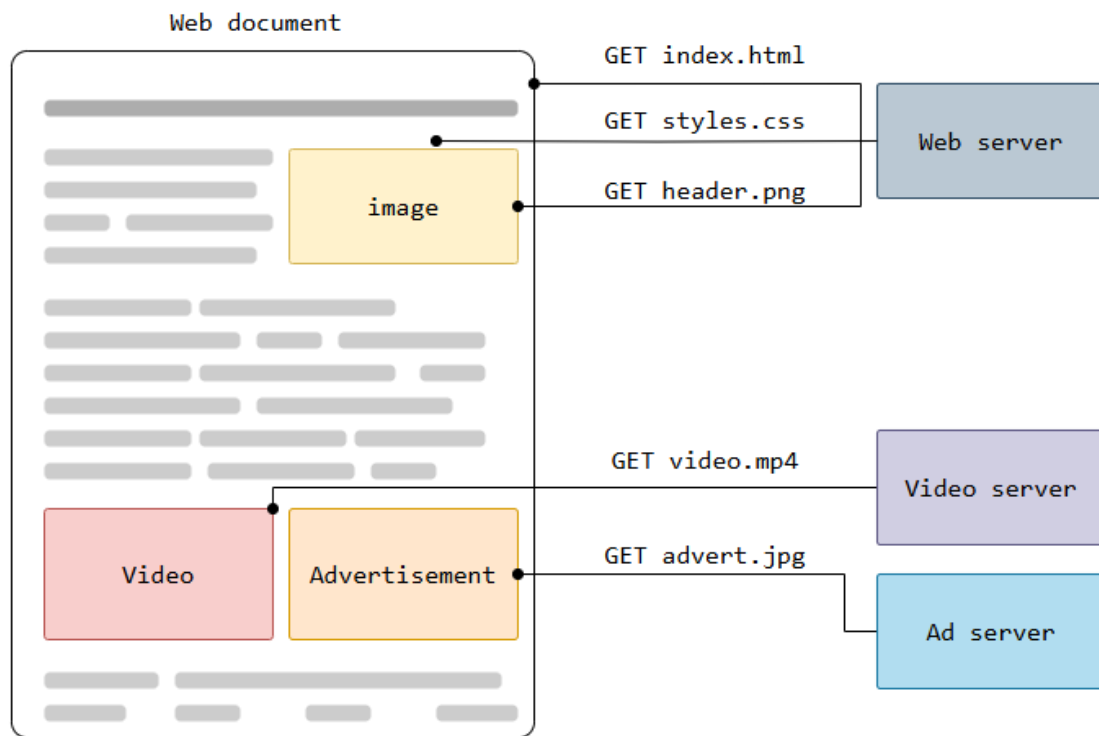 Web document
GET index.html
GET styles.css
Web server
image
GET header.png
GET video.mp4
Video server
Video
Advertisement
GET advert.jpg
Ad server